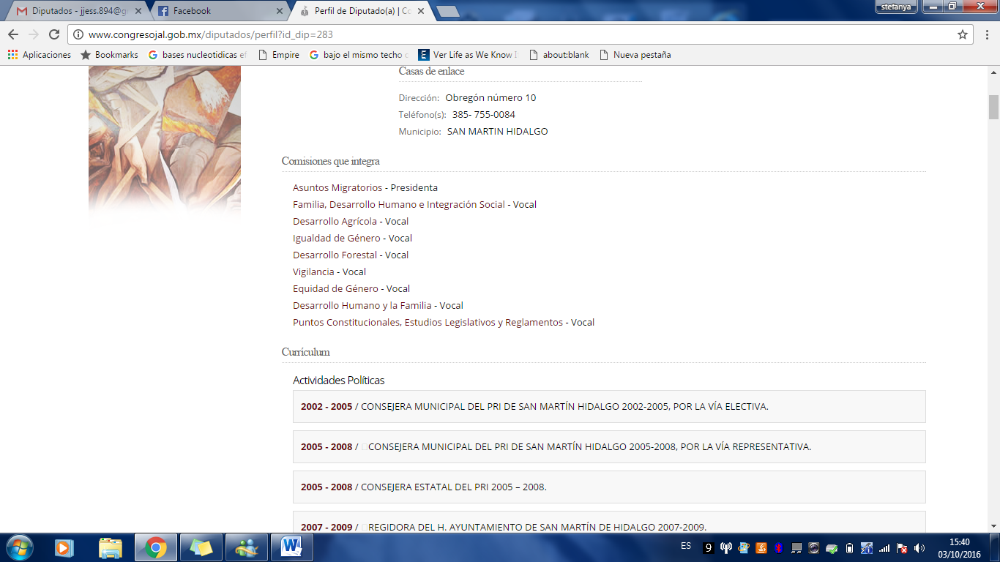 Diputados - jjess.894@g
Facebook
Perfil de Diputado(a) | Co
stefanya
www.congresojal.gob.mx/diputados/perfil?id_dip=283
Aplicaciones
Bookmarks
bases nucleotidicas ef
Empire
bajo el mismo techo
Ver Life as We Know I
about:blank
Nueva pestaña
Casas de enlace
Dirección: Obregón número 10
Teléfono(s): 385- 755-0084
Municipio: SAN MARTIN HIDALGO
Comisiones que integra
Asuntos Migratorios - Presidenta
Familia, Desarrollo Humano e Integración Social - Vocal
Desarrollo Agrícola - Vocal
Igualdad de Género - Vocal
Desarrollo Forestal - Vocal
Vigilancia - Vocal
Equidad de Género - Vocal
Desarrollo Humano y la Familia - Vocal
Puntos Constitucionales, Estudios Legislativos y Reglamentos - Vocal
Currículum
Actividades Políticas
2002 - 2005 / CONSEJERA MUNICIPAL DEL PRI DE SAN MARTÍN HIDALGO 2002-2005, POR LA VÍA ELECTIVA.
2005 - 2008 / CONSEJERA MUNICIPAL DEL PRI DE SAN MARTÍN HIDALGO 2005-2008, POR LA VÍA REPRESENTATIVA.
2005 - 2008 / CONSEJERA ESTATAL DEL PRI 2005 – 2008.
2007 - 2009 / REGIDORA DEL H. AYUNTAMIENTO DE SAN MARTÍN DE HIDALGO 2007-2009.
ES
9
15:40
03/10/2016